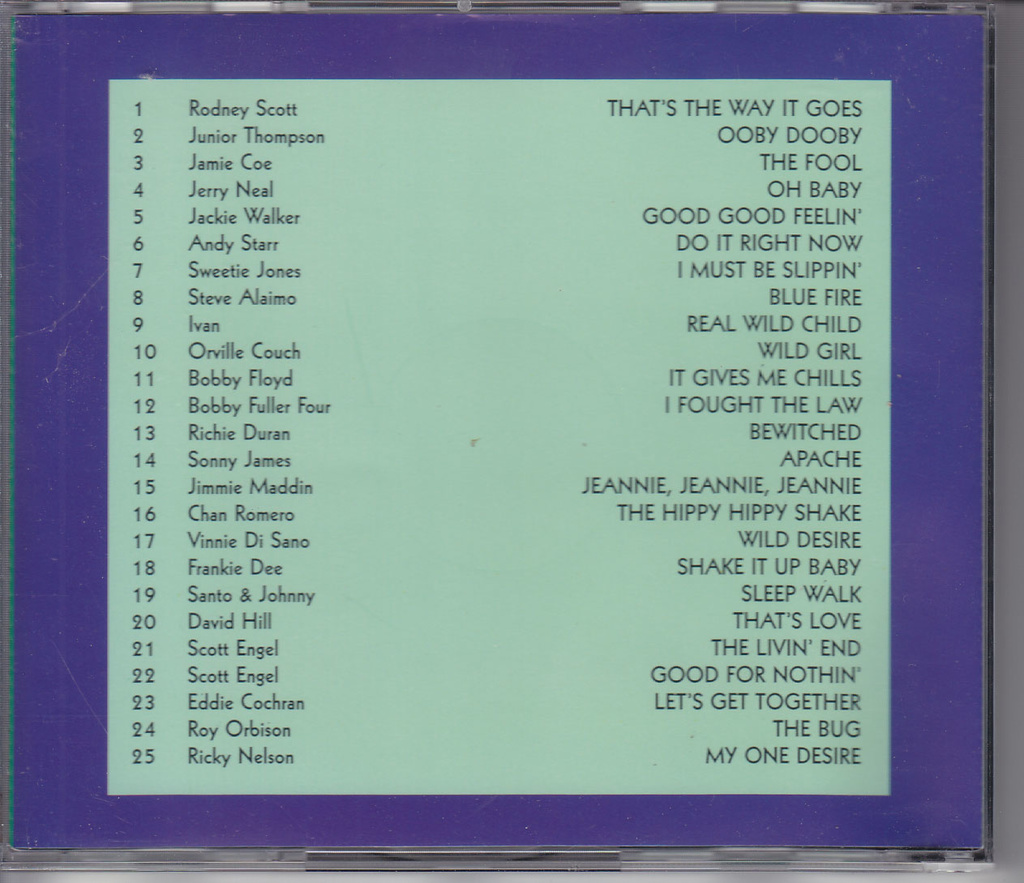 1 Rodney Scott THAT'S THE WAY IT GOES
2 Junior Thompson OOBY DOOBY
3 Jamie Coe THE FOOL
4 Jerry Neal OH BABY
5 Jackie Walker GOOD GOOD FEELIN'
6 Andy Starr DO IT RIGHT NOW
7 Sweetie Jones I MUST BE SLIPPIN'
8 Steve Alaimo BLUE FIRE
9 Ivan REAL WILD CHILD
10 Orville Couch WILD GIRL
11 Bobby Floyd IT GIVES ME CHILLS
12 Bobby Fuller Four I FOUGHT THE LAW
13 Richie Duran BEWITCHED
14 Sonny James APACHE
15 Jimmie Maddin JEANNIE, JEANNIE, JEANNIE
16 Chan Romero THE HIPPY HIPPY SHAKE
17 Vinnie Di Sano WILD DESIRE
18 Frankie Dee SHAKE IT UP BABY
19 Santo & Johnny SLEEP WALK
20 David Hill THAT'S LOVE
21 Scott Engel THE LIVIN' END
22 Scott Engel GOOD FOR NOTHIN'
23 Eddie Cochran LET'S GET TOGETHER
24 Roy Orbison THE BUG
25 Ricky Nelson MY ONE DESIRE